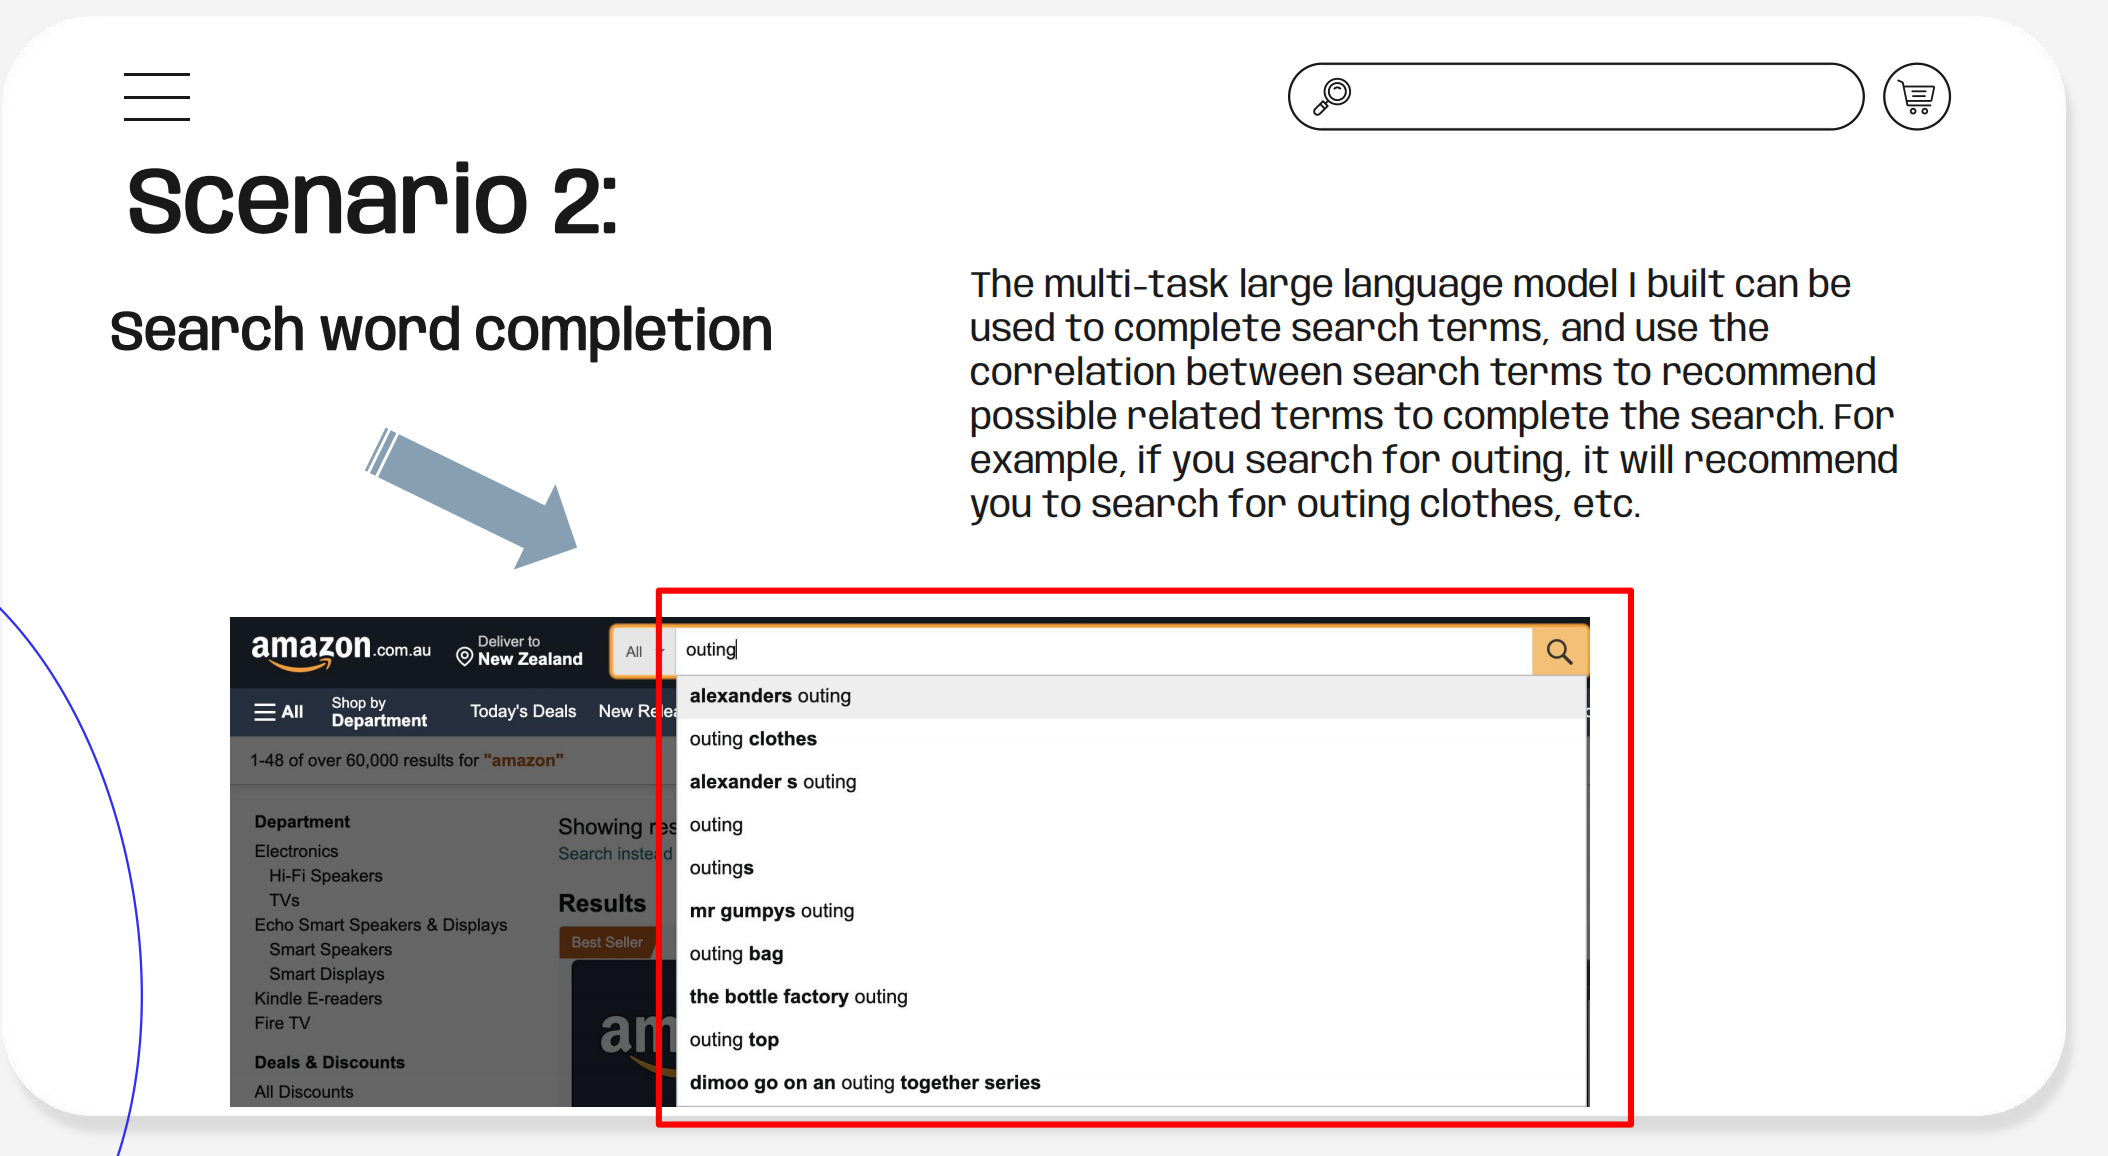 Scenario 2:
Search word completion
The multi-task large language model I built can be
used to complete search terms, and use the
correlation between search terms to recommend
possible related terms to complete the search. For
example, if you search for outing, it will recommend
you to search for outing clothes, etc.
amazon.com.au
Deliver to
New Zealand
All
outing
All
Shop by
Department
Today's Deals
New Relea
1-48 of over 60,000 results for "amazon"
Department
Electronics
Hi-Fi Speakers
TVs
Echo Smart Speakers & Displays
Smart Speakers
Smart Displays
Kindle E-readers
Fire TV
Deals & Discounts
All Discounts
Showing res
Search instead
Results
Best Seller
am
alexanders outing
outing clothes
alexander s outing
outing
outings
mr gumpys outing
outing bag
the bottle factory outing
outing top
dimoo go on an outing together series